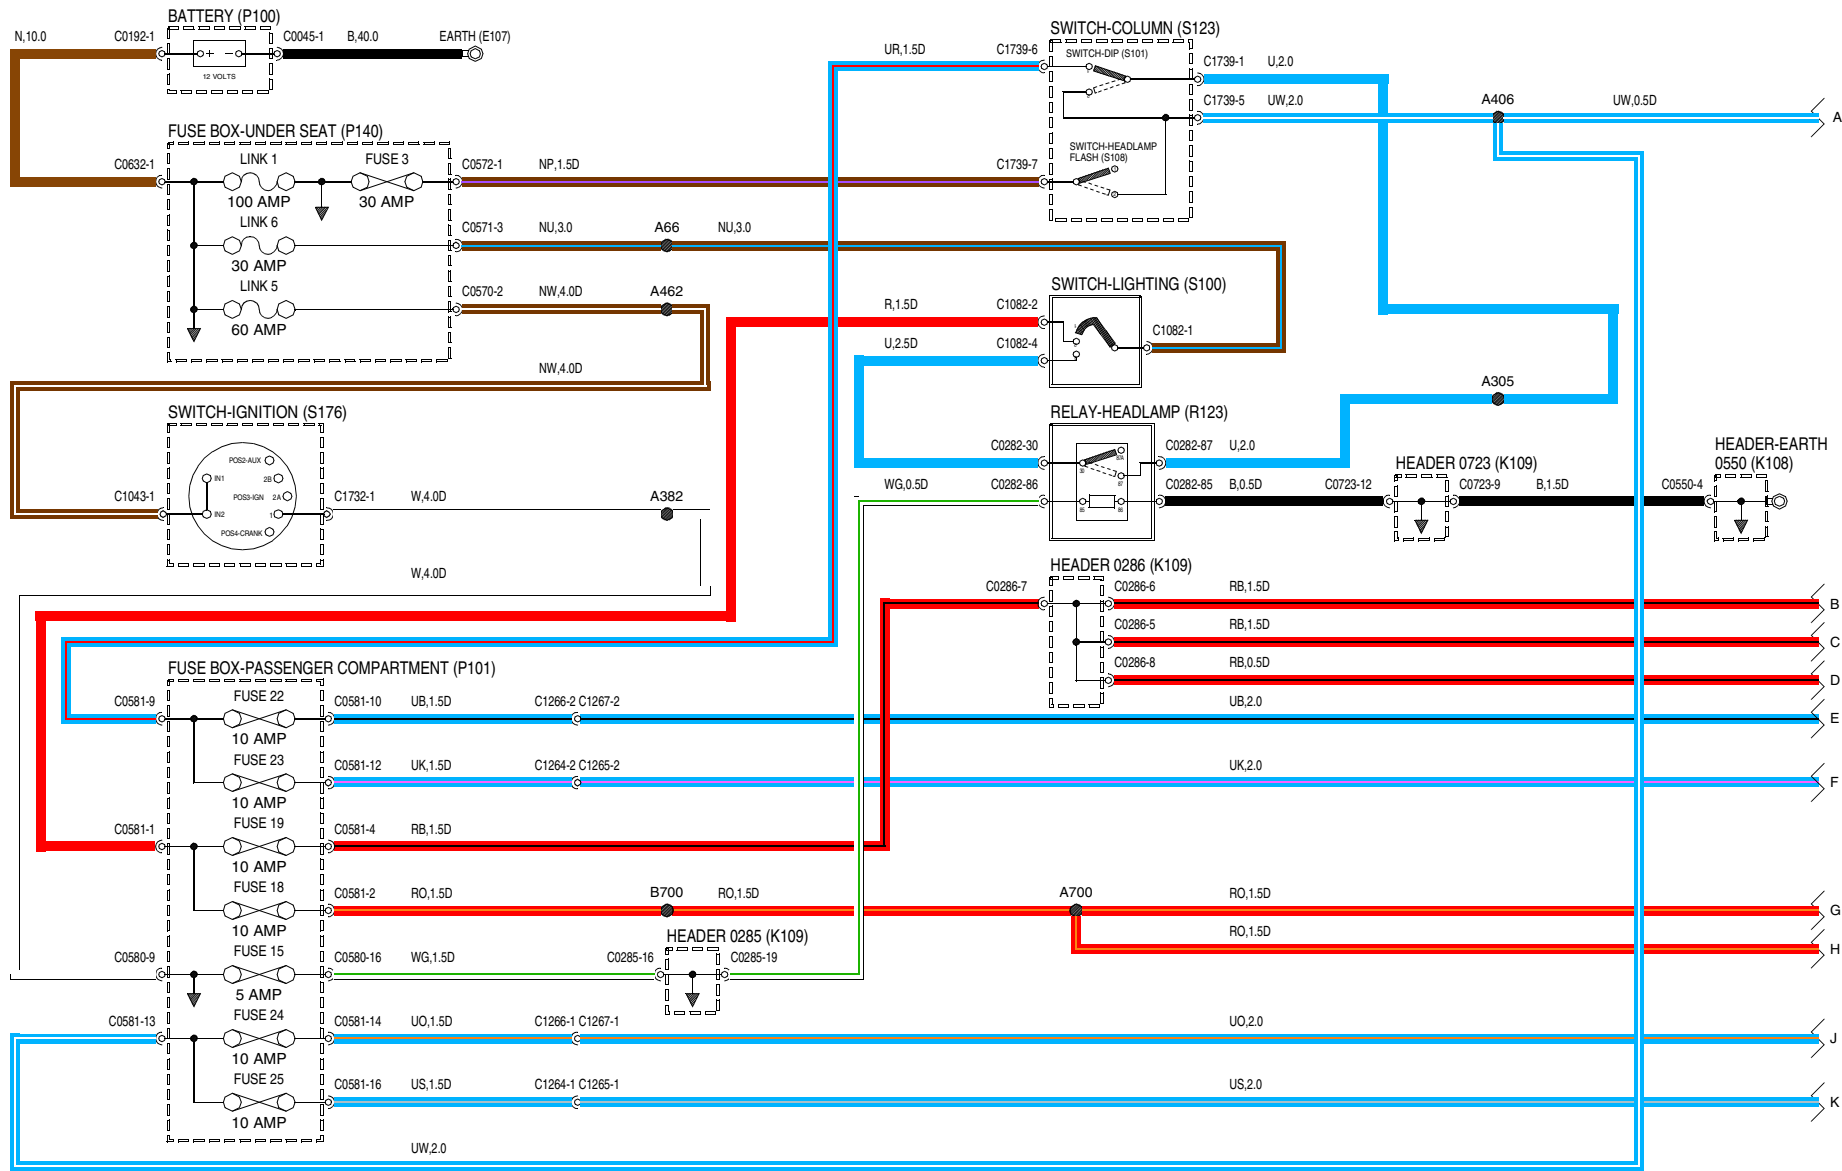 BATTERY (P100)
N,10.0
C0192-1
+ -
12 VOLTS
C0045-1
B,40.0
EARTH (E107)
UR,1.5D
C1739-6
SWITCH-COLUMN (S123)
SWITCH-DIP (S101)
C1739-1
U,2.0
C1739-5
UW,2.0
A406
UW,0.5D
A
SWITCH-HEADLAMP
FLASH (S108)
C1739-7
FUSE BOX-UNDER SEAT (P140)
C0632-1
LINK 1
100 AMP
FUSE 3
30 AMP
C0572-1
NP,1.5D
LINK 6
30 AMP
C0571-3
NU,3.0
A66
NU,3.0
LINK 5
60 AMP
C0570-2
NW,4.0D
A462
NW,4.0D
SWITCH-LIGHTING (S100)
R,1.5D
C1082-2
U,2.5D
C1082-4
C1082-1
A305
SWITCH-IGNITION (S176)
C1043-1
POS2-AUX
IN1
2B
POS3-IGN
2A
IN2
1
POS4-CRANK
C1732-1
W,4.0D
A382
W,4.0D
RELAY-HEADLAMP (R123)
C0282-30
30
87A
87
C0282-87
U,2.0
WG,0.5D
C0282-86
85
86
C0282-85
B,0.5D
C0723-12
HEADER 0723 (K109)
C0723-9
B,1.5D
C0550-4
HEADER-EARTH
0550 (K108)
HEADER 0286 (K109)
C0286-7
C0286-6
RB,1.5D
B
C0286-5
RB,1.5D
C
C0286-8
RB,0.5D
D
FUSE BOX-PASSENGER COMPARTMENT (P101)
C0581-9
FUSE 22
10 AMP
C0581-10
UB,1.5D
C1266-2 C1267-2
UB,2.0
E
FUSE 23
10 AMP
C0581-12
UK,1.5D
C1264-2 C1265-2
UK,2.0
F
C0581-1
FUSE 19
10 AMP
C0581-4
RB,1.5D
FUSE 18
10 AMP
C0581-2
RO,1.5D
B700
RO,1.5D
A700
RO,1.5D
G
RO,1.5D
H
C0580-9
FUSE 15
5 AMP
C0580-16
WG,1.5D
C0285-16
HEADER 0285 (K109)
C0285-19
C0581-13
FUSE 24
10 AMP
C0581-14
UO,1.5D
C1266-1 C1267-1
UO,2.0
J
FUSE 25
10 AMP
C0581-16
US,1.5D
C1264-1 C1265-1
US,2.0
K
UW,2.0